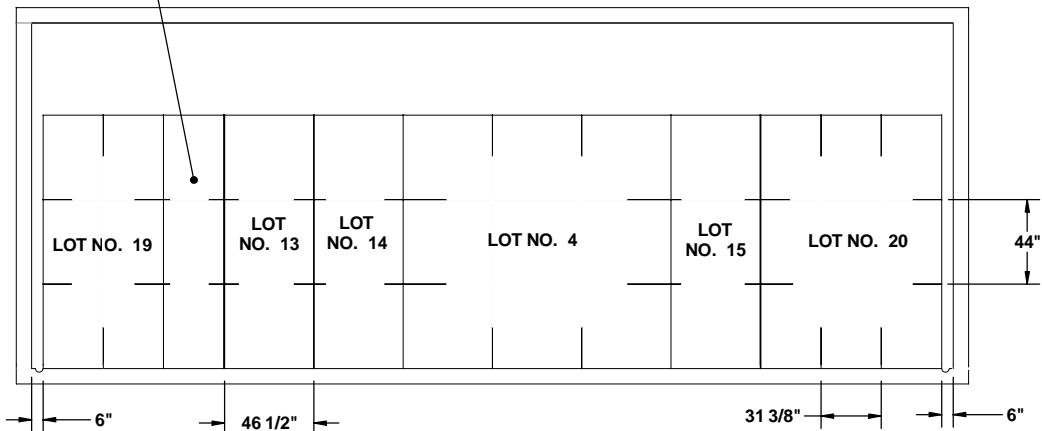 LOT NO. 19
LOT
NO. 13
LOT
NO. 14
LOT NO. 4
LOT
NO. 15
LOT NO. 20
44"
6"
46 1/2"
31 3/8"
6"